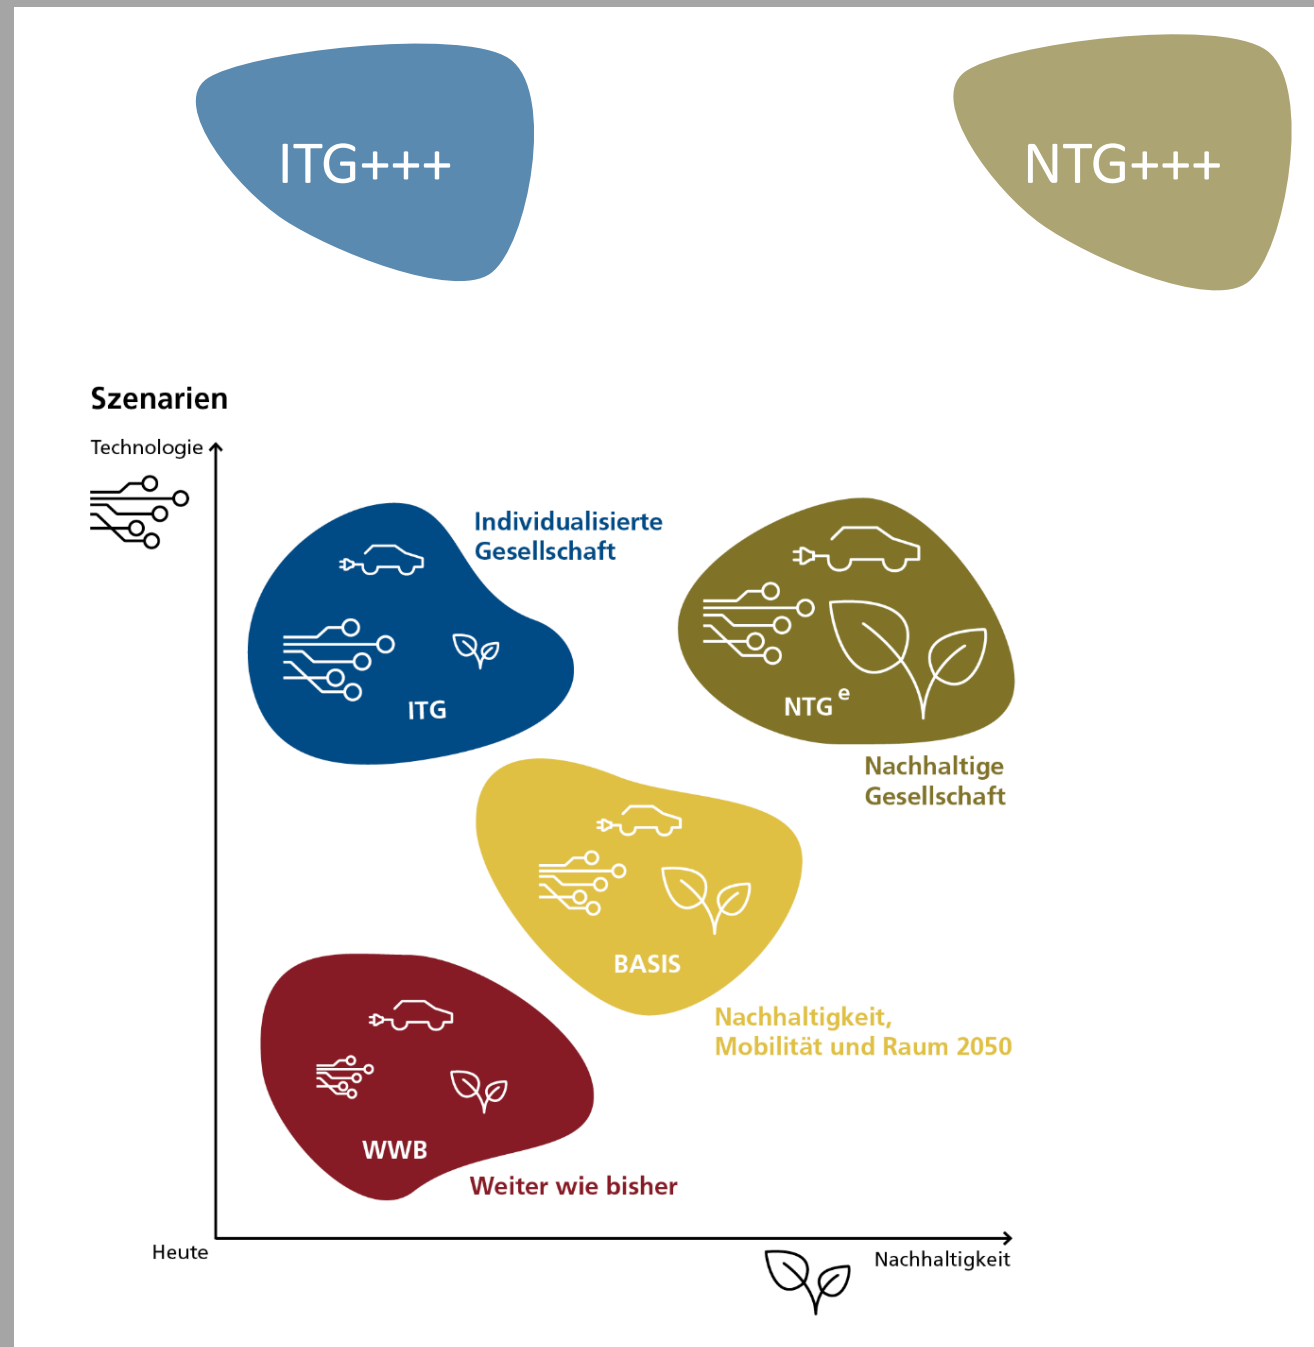 ITG+++
NTG+++
Szenarien
Technologie
Individualisierte
Gesellschaft
ITG
NTG e
Nachhaltige
Gesellschaft
BASIS
Nachhaltigkeit,
Mobilität und Raum 2050
WWB
Weiter wie bisher
Heute
Nachhaltigkeit